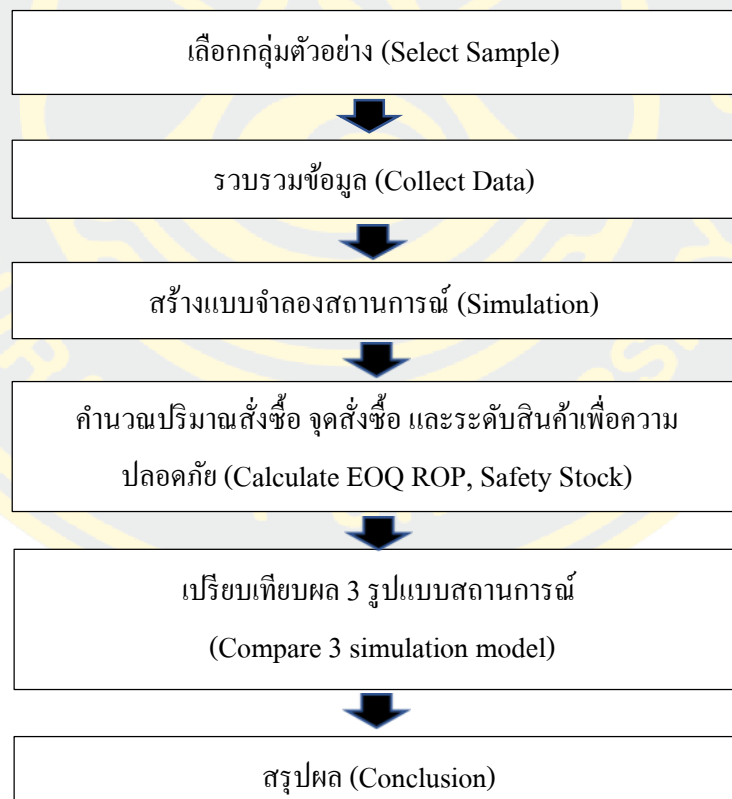 เลือกกลุ่มตัวอย่าง (Select Sample)
รวบรวมข้อมูล (Collect Data)
สร้างแบบจำลองสถานการณ์ (Simulation)
คำนวณปริมาณสั่งซื้อ จุดสั่งซื้อ และระดับสินค้าเพื่อความ
ปลอดภัย (Calculate EOQ ROP, Safety Stock)
เปรียบเทียบผล 3 รูปแบบสถานการณ์
(Compare 3 simulation model)
สรุปผล (Conclusion)